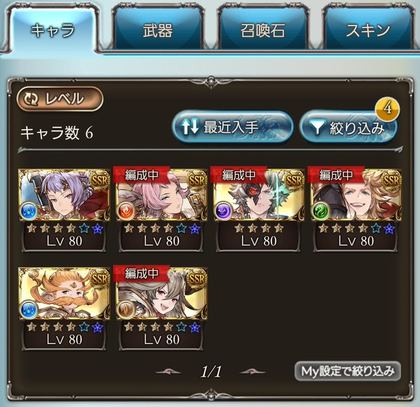 キャラ 武器 召喚石 スキン
レベル
キャラ数 6
最近入手
絞り込み
4
編成中 編成中 編成中
SSR SSR SSR SSR
Lv 80 Lv 80 Lv 80 Lv 80
編成中
SSR SSR
Lv 80 Lv 80
1/1
My設定で絞り込み